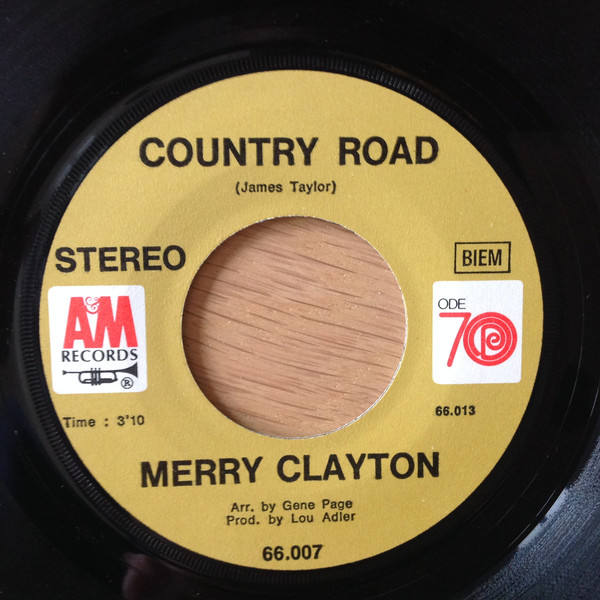 COUNTRY ROAD
(James Taylor)
STEREO
BIEM
A&M
RECORDS
®
ODE
70
Time : 3'10
66.013
MERRY CLAYTON
Arr. by Gene Page
Prod. by Lou Adler
66.007